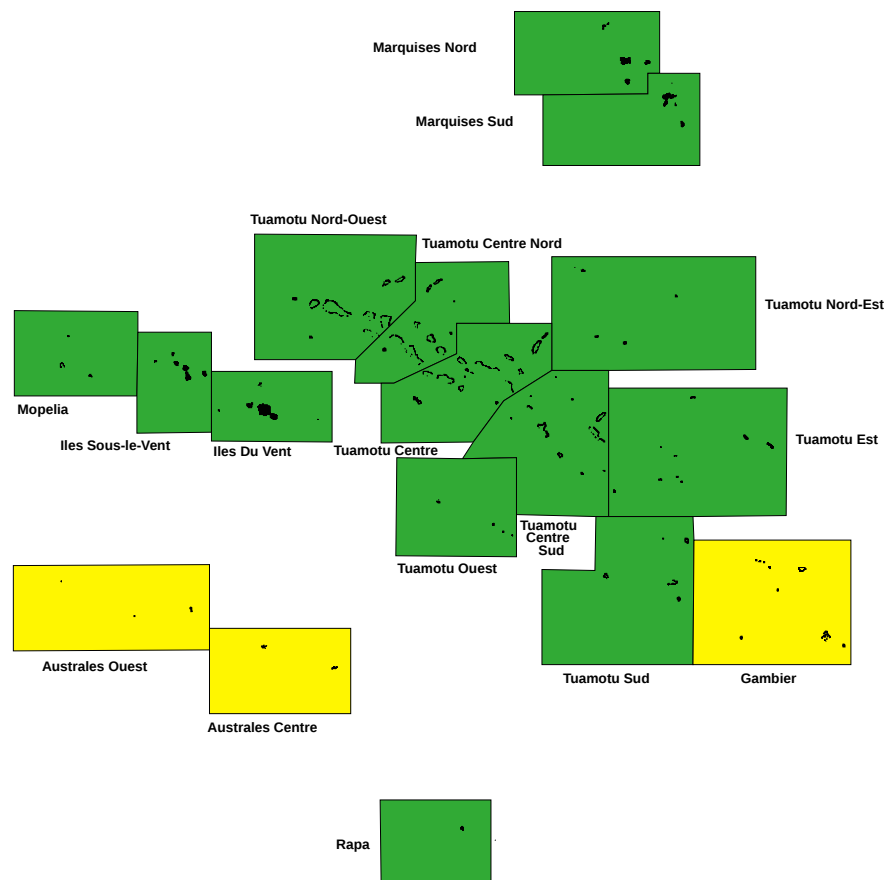 Marquises Nord
Marquises Sud
Tuamotu Nord-Ouest
Tuamotu Centre Nord
Tuamotu Nord-Est
Mopelia
Iles Sous-le-Vent
Iles Du Vent
Tuamotu Centre
Tuamotu Est
Tuamotu
Centre
Sud
Tuamotu Ouest
Australes Ouest
Tuamotu Sud
Gambier
Australes Centre
Rapa